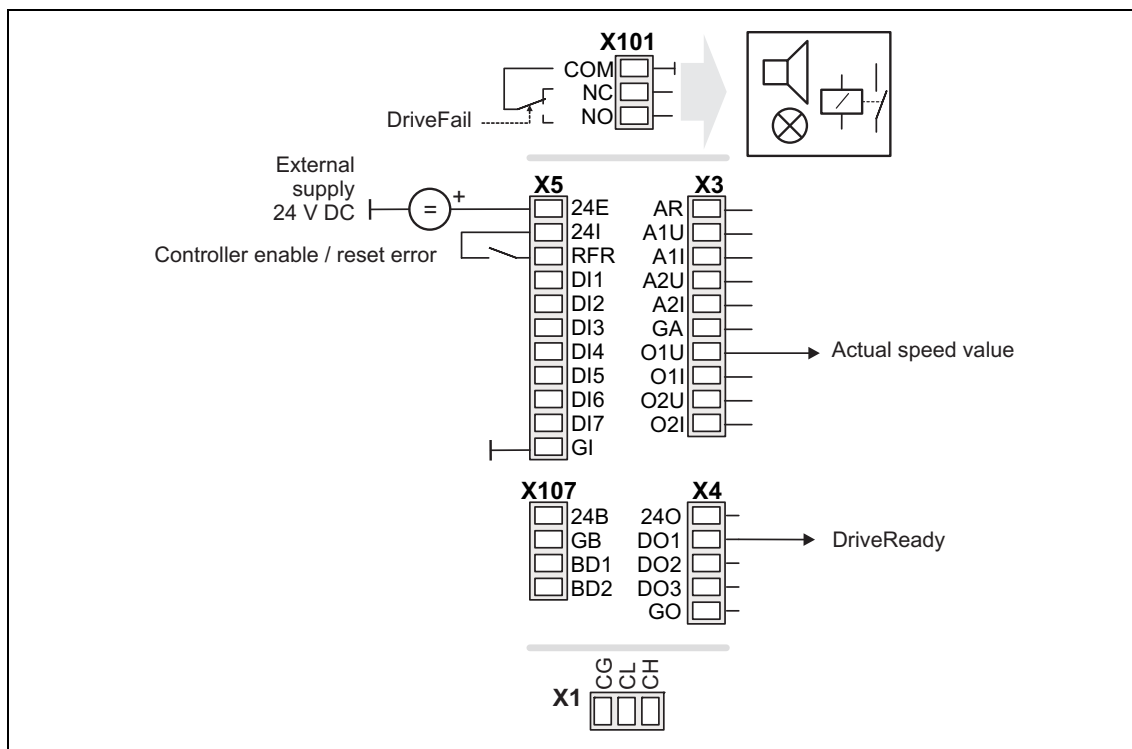 X101
COM
NC
NO
DriveFail
External
supply
24 V DC
=
+
X5
24E
24I
RFR
DI1
DI2
DI3
DI4
DI5
DI6
DI7
GI
Controller enable / reset error
X3
AR
A1U
A1I
A2U
A2I
GA
O1U
O1I
O2U
O2I
Actual speed value
X107
24B
GB
BD1
BD2
X4
24O
DO1
DO2
DO3
GO
DriveReady
X1
CG
CL
CH